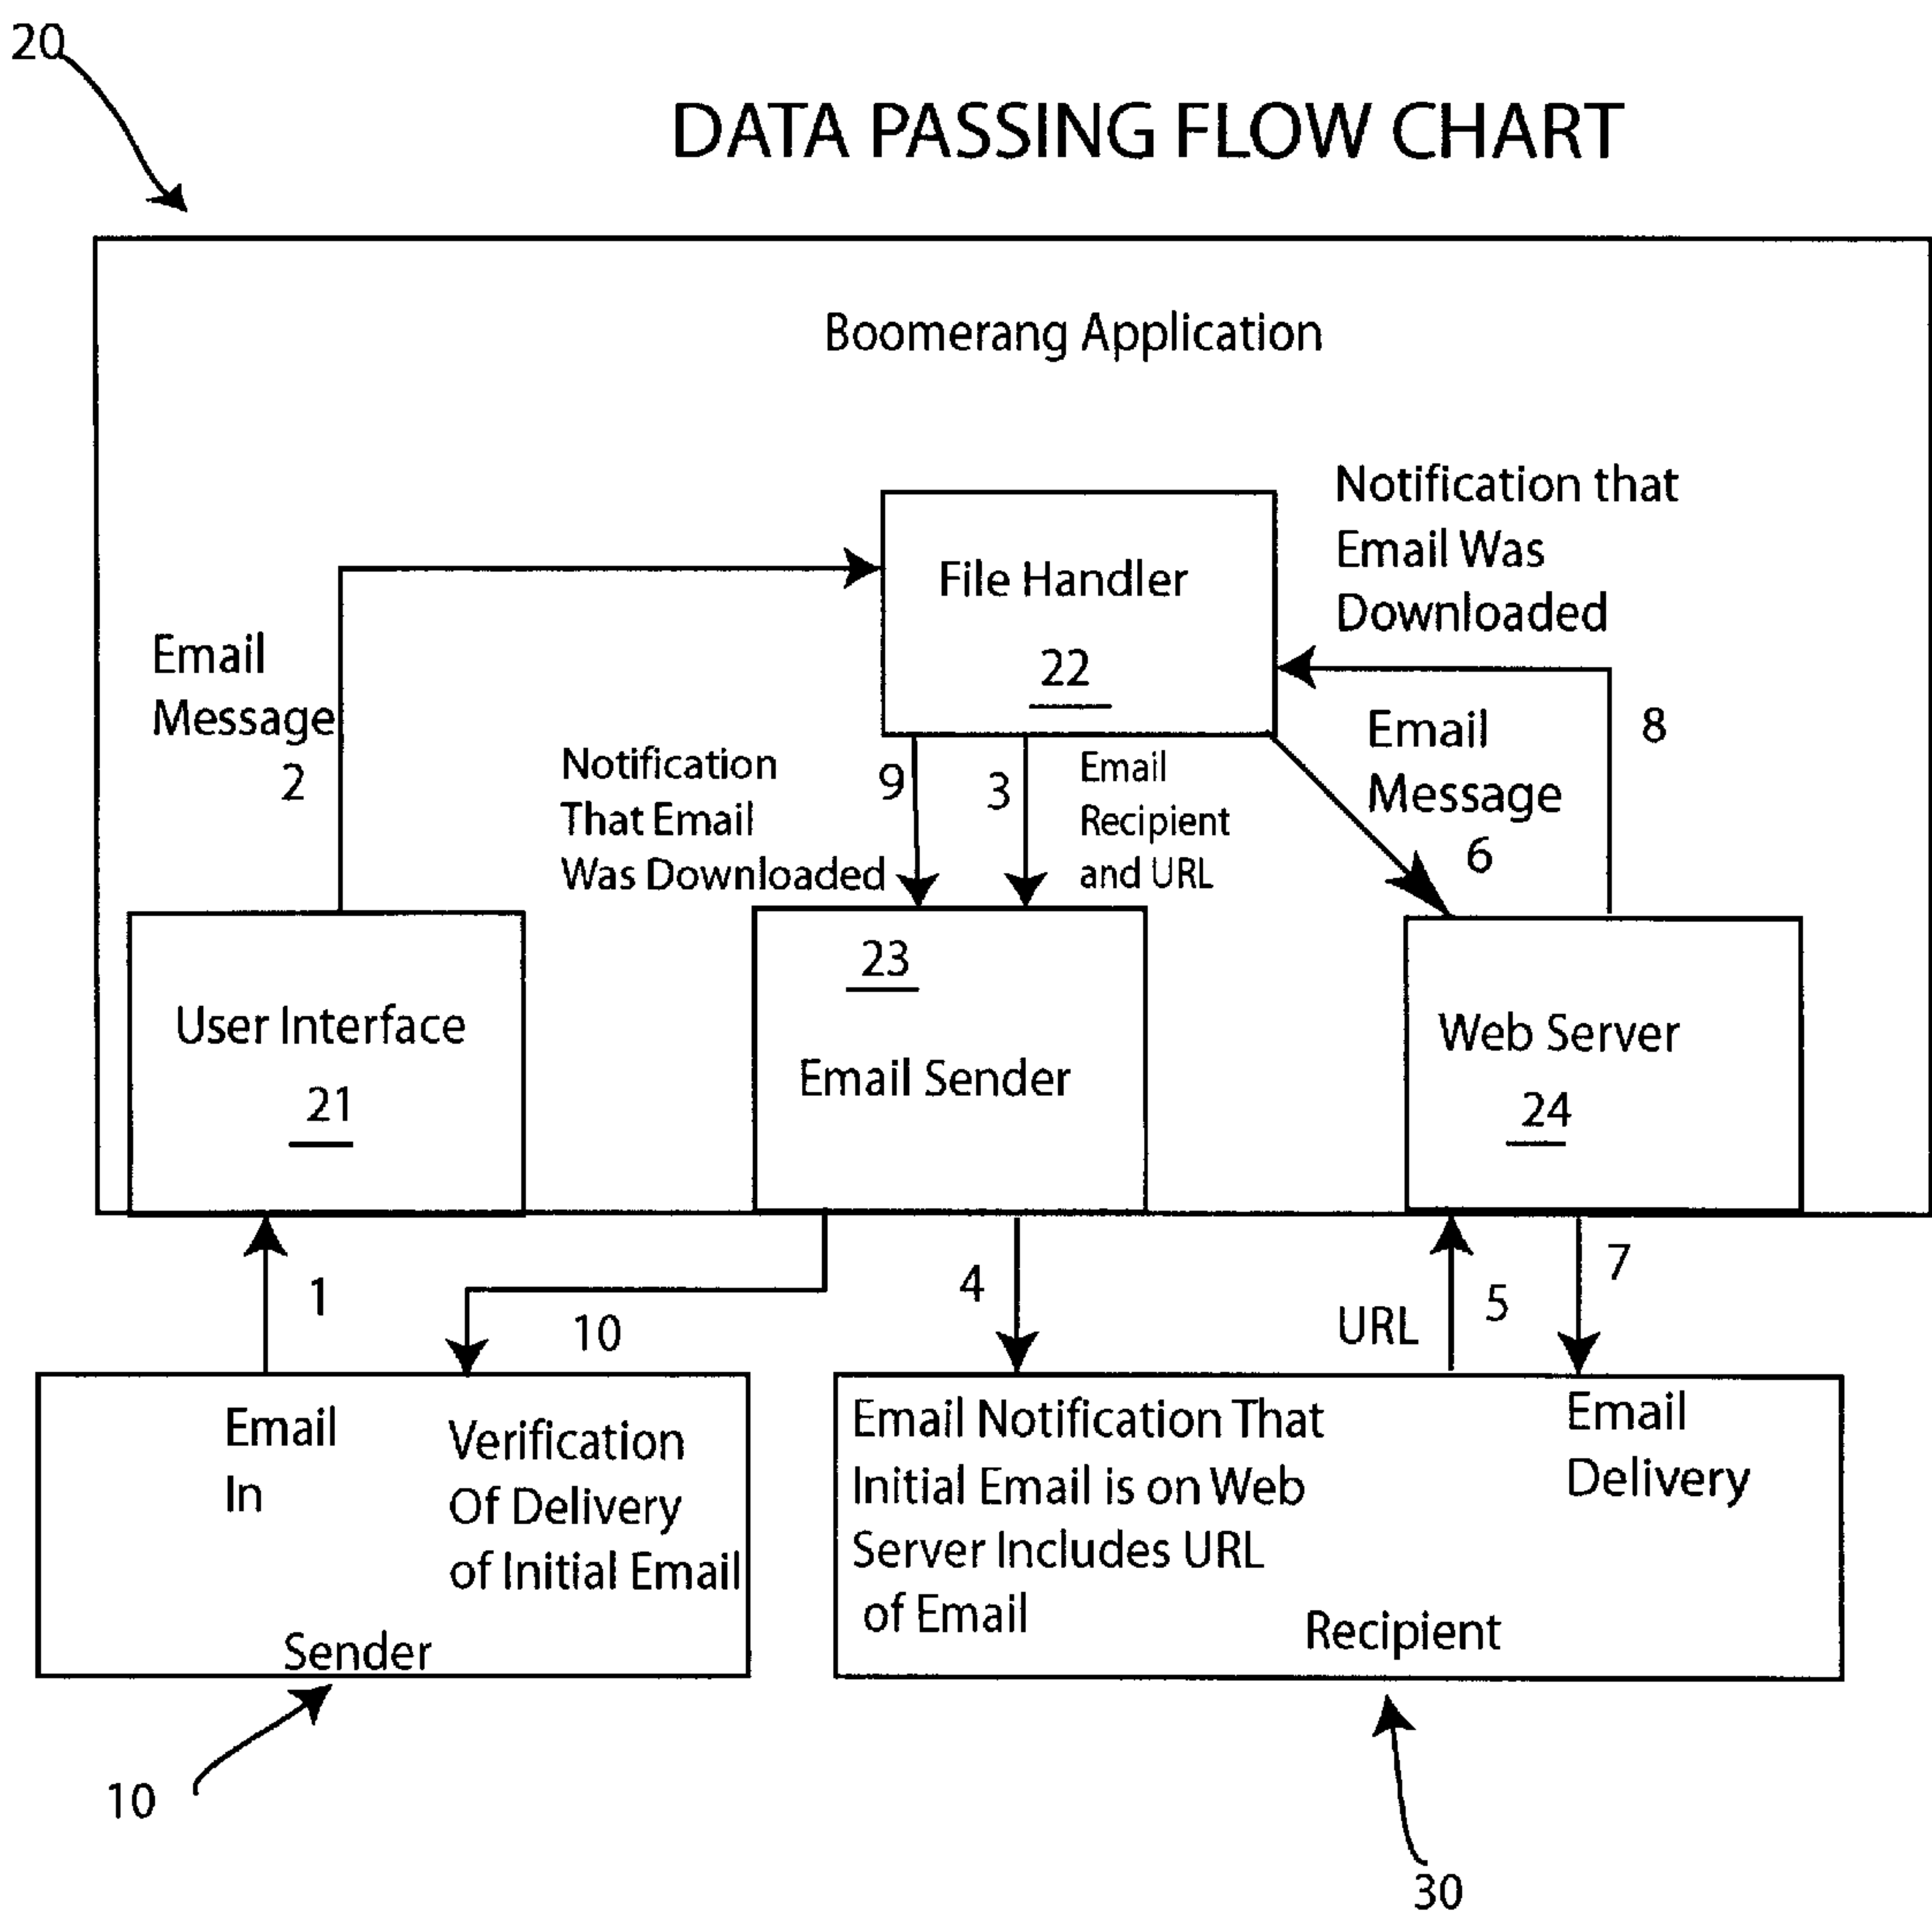 20
DATA PASSING FLOW CHART
Boomerang Application
File Handler
22
Notification that
Email Was
Downloaded
Email
Message
2
Notification
That Email
Was Downloaded
9
3
Email
Recipient
and URL
Email
Message
6
8
User Interface
21
23
Email Sender
Web Server
24
1
10
4
URL
5
7
Email
In
Verification
Of Delivery
of Initial Email
Sender
Email Notification That
Initial Email is on Web
Server Includes URL
of Email
Email
Delivery
Recipient
10
30